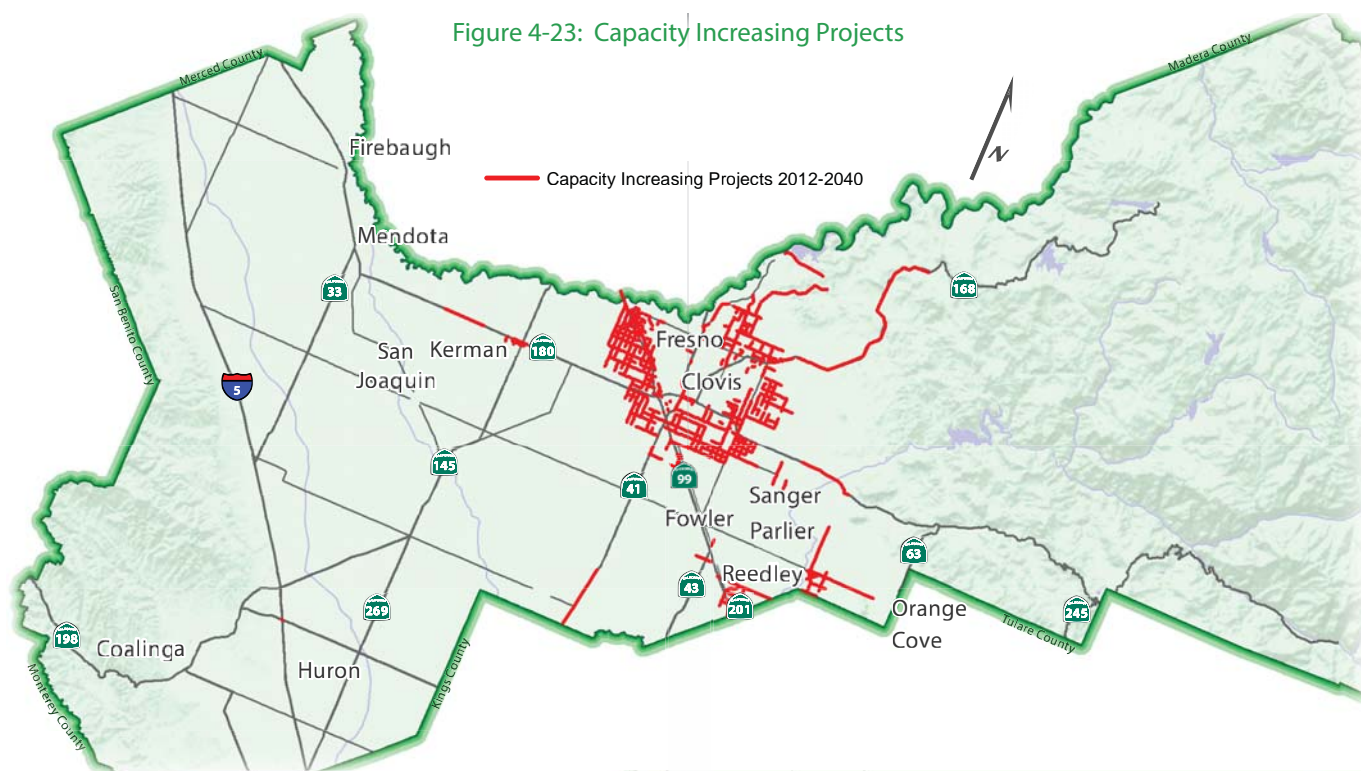 Figure 4-23: Capacity Increasing Projects
Merced County
Madera County
Firebaugh
N
Capacity Increasing Projects 2012-2040
Mendota
33
168
San Benito County
Fresno
San
Joaquin
Kerman
180
5
Clovis
145
41
99
Sanger
Fowler
Parlier
63
Reedley
43
201
269
Orange
Cove
245
Tulare County
198
Coalinga
Huron
Kings County
Monterey County